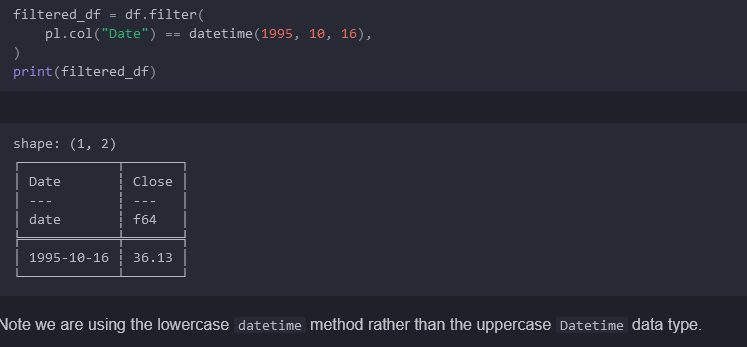 filtered_df = df.filter(
    pl.col("Date") == datetime(1995, 10, 16),
)
print(filtered_df)
shape: (1, 2)
┌────────────┬───────┐
│ Date       ┆ Close │
│ ---        ┆ ---   │
│ date       ┆ f64   │
╞════════════╪═══════╡
│ 1995-10-16 ┆ 36.13 │
└────────────┴───────┘
Note we are using the lowercase datetime method rather than the uppercase Datetime data type.